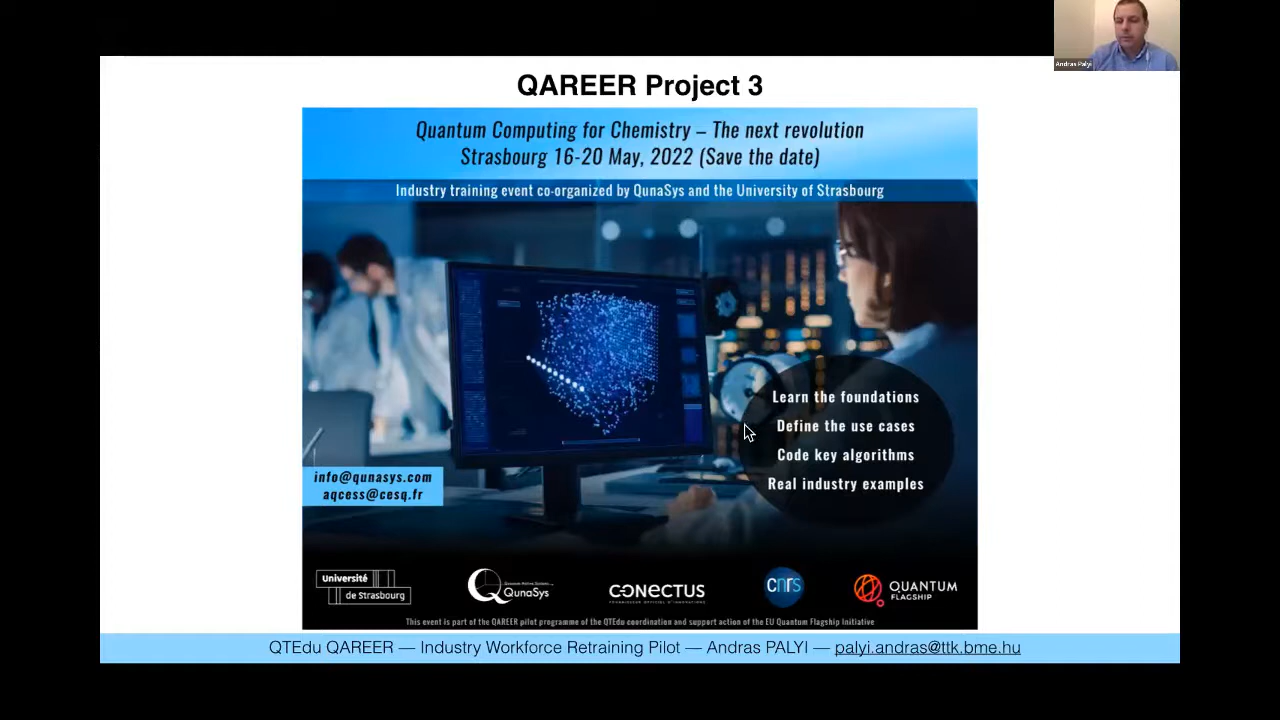 Andras Palyi
QAREER Project 3
Quantum Computing for Chemistry – The next revolution
Strasbourg 16-20 May, 2022 (Save the date)
Industry training event co-organized by QunaSys and the University of Strasbourg
Learn the foundations
Define the use cases
Code key algorithms
Real industry examples
info@qunasys.com
aqcess@cesq.fr
Université
de Strasbourg
QunaSys
CONECTUS
cnrs
QUANTUM
FLAGSHIP
This event is part of the QAREER pilot programme of the QTEdu coordination and support action of the EU Quantum Flagship initiative
QTEdu QAREER — Industry Workforce Retraining Pilot — Andras PALYI — palyi.andras@ttk.bme.hu